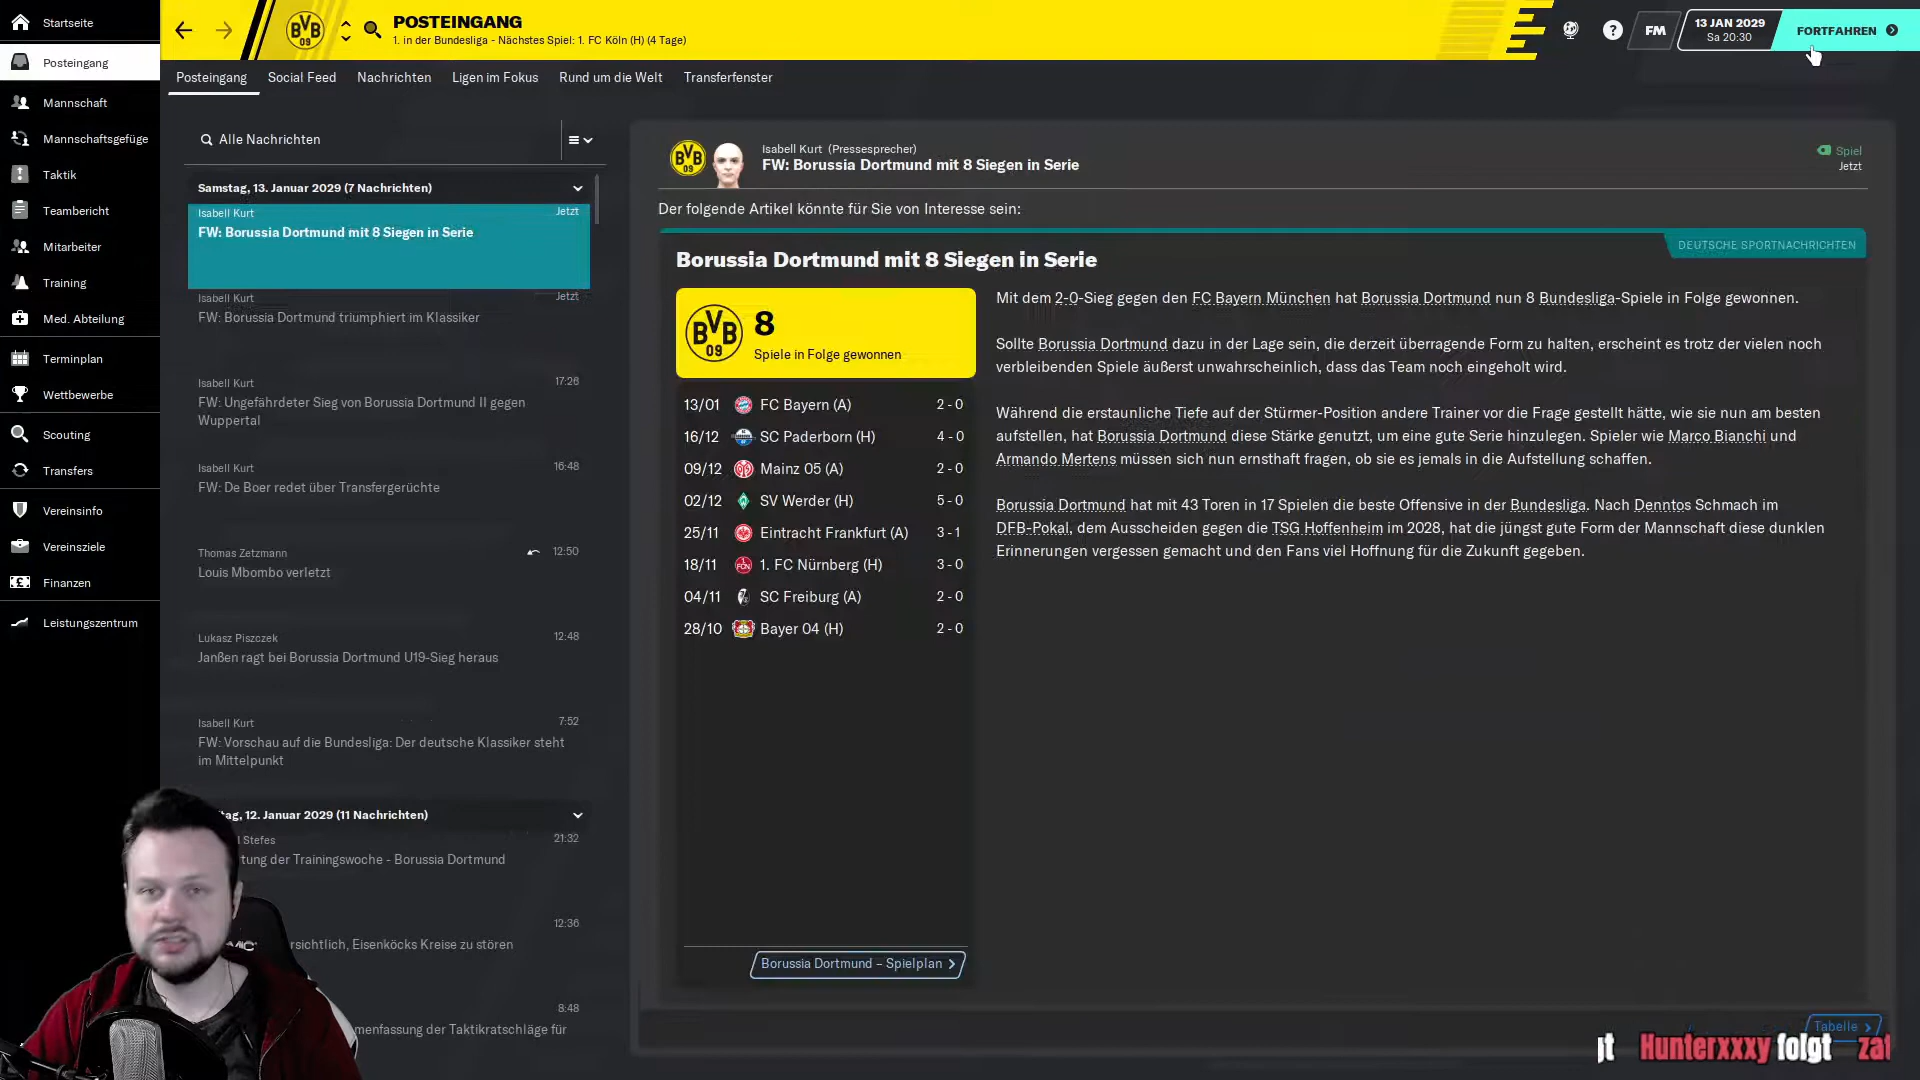 Startseite
Posteingang
Mannschaft
Mannschaftsgefüge
Taktik
Teambericht
Mitarbeiter
Training
Med. Abteilung
Terminplan
Wettbewerbe
Scouting
Transfers
Vereinsinfo
Vereinsziele
Finanzen
Leistungszentrum
POSTEINGANG
1. in der Bundesliga - Nächstes Spiel: 1. FC Köln (H) (4 Tage)
BVB 09
?
FM
13 JAN 2029
Sa 20:30
FORTFAHREN
Posteingang Social Feed Nachrichten Ligen im Fokus Rund um die Welt Transferfenster
Alle Nachrichten
Samstag, 13. Januar 2029 (7 Nachrichten)
Isabell Kurt Jetzt
FW: Borussia Dortmund mit 8 Siegen in Serie
Isabell Kurt Jetzt
FW: Borussia Dortmund triumphiert im Klassiker
Isabell Kurt 17:26
FW: Ungefährdeter Sieg von Borussia Dortmund II gegen
Wuppertal
Isabell Kurt 16:48
FW: De Boer redet über Transfergerüchte
Thomas Zetzmann 12:50
Louis Mbombo verletzt
Lukasz Piszczek 12:48
Janßen ragt bei Borussia Dortmund U19-Sieg heraus
Isabell Kurt 7:52
FW: Vorschau auf die Bundesliga: Der deutsche Klassiker steht
im Mittelpunkt
tag, 12. Januar 2029 (11 Nachrichten)
l Stefes 21:32
tung der Trainingswoche - Borussia Dortmund
12:36
rsichtlich, Eisenköcks Kreise zu stören
8:48
menfassung der Taktikratschläge für
BVB 09
Isabell Kurt (Pressesprecher)
FW: Borussia Dortmund mit 8 Siegen in Serie
Spiel
Jetzt
Der folgende Artikel könnte für Sie von Interesse sein:
DEUTSCHE SPORTNACHRICHTEN
Borussia Dortmund mit 8 Siegen in Serie
BVB 09
8
Spiele in Folge gewonnen
13/01 FC Bayern (A) 2 - 0
16/12 SC Paderborn (H) 4 - 0
09/12 Mainz 05 (A) 2 - 0
02/12 SV Werder (H) 5 - 0
25/11 Eintracht Frankfurt (A) 3 - 1
18/11 1. FC Nürnberg (H) 3 - 0
04/11 SC Freiburg (A) 2 - 0
28/10 Bayer 04 (H) 2 - 0
Borussia Dortmund – Spielplan
Mit dem 2-0-Sieg gegen den FC Bayern München hat Borussia Dortmund nun 8 Bundesliga-Spiele in Folge gewonnen.
Sollte Borussia Dortmund dazu in der Lage sein, die derzeit überragende Form zu halten, erscheint es trotz der vielen noch
verbleibenden Spiele äußerst unwahrscheinlich, dass das Team noch eingeholt wird.
Während die erstaunliche Tiefe auf der Stürmer-Position andere Trainer vor die Frage gestellt hätte, wie sie nun am besten
aufstellen, hat Borussia Dortmund diese Stärke genutzt, um eine gute Serie hinzulegen. Spieler wie Marco Bianchi und
Armando Mertens müssen sich nun ernsthaft fragen, ob sie es jemals in die Aufstellung schaffen.
Borussia Dortmund hat mit 43 Toren in 17 Spielen die beste Offensive in der Bundesliga. Nach Denntos Schmach im
DFB-Pokal, dem Ausscheiden gegen die TSG Hoffenheim im 2028, hat die jüngst gute Form der Mannschaft diese dunklen
Erinnerungen vergessen gemacht und den Fans viel Hoffnung für die Zukunft gegeben.
Tabelle
Hunterxxxy folgt